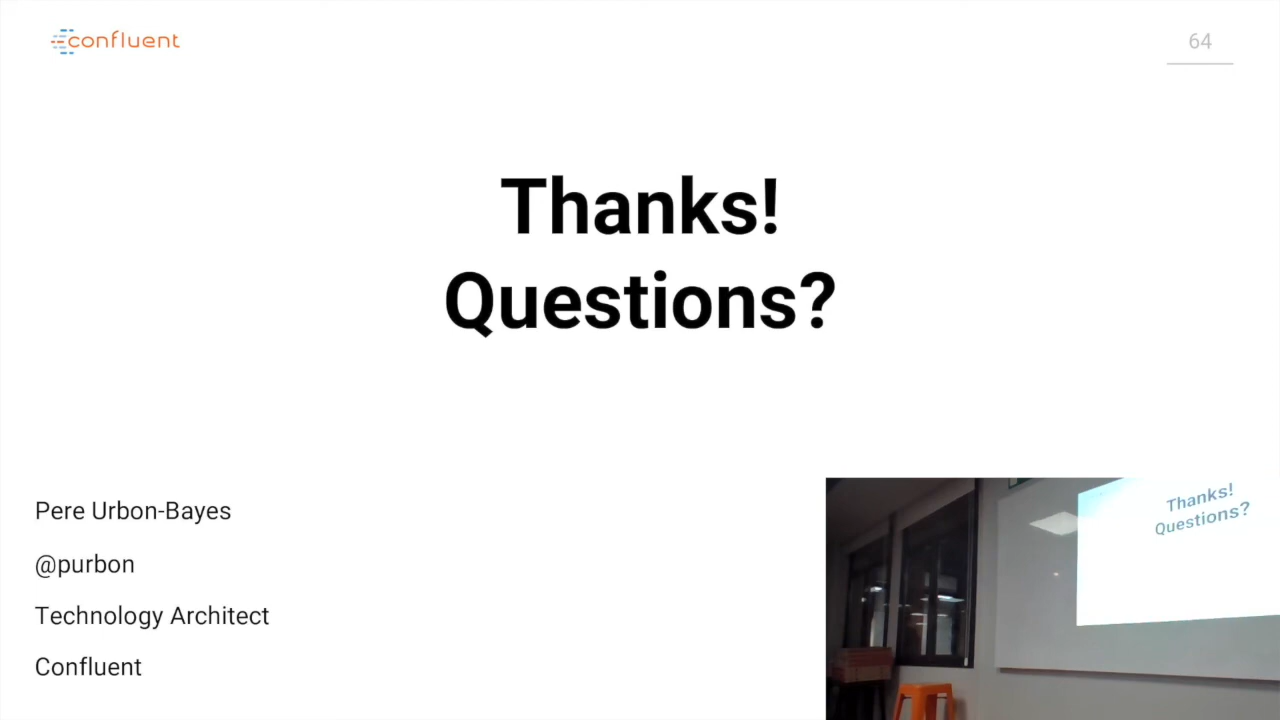 confluent
64
Thanks!
Questions?
Pere Urbon-Bayes
@purbon
Technology Architect
Confluent
Thanks!
Questions?